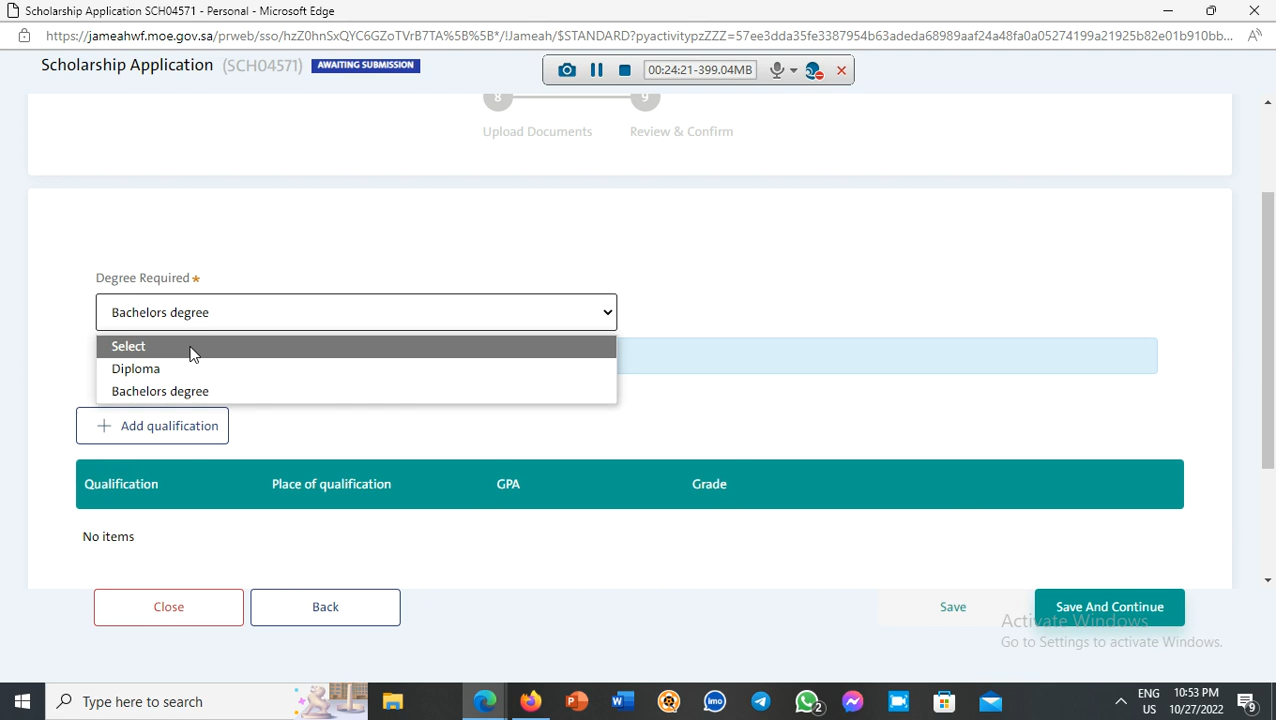 Scholarship Application SCH04571 - Personal - Microsoft Edge
https://jameahwf.moe.gov.sa/prweb/sso/hzZ0hnSxQYC6GZoTVrB7TA%5B%5B*/!Jameah/$STANDARD?pyactivitypzZZZ=57ee3dda35fe3387954b63adeda68989aaf24a48fa0a05274199a21925b82e01b910bb...
Scholarship Application (SCH04571) AWAITING SUBMISSION
00:24:21-399.04MB
8 9
Upload Documents Review & Confirm
Degree Required *
Bachelors degree
Select
Diploma
Bachelors degree
+ Add qualification
Qualification Place of qualification GPA Grade
No items
Close Back Save Save And Continue
Activate Windows
Go to Settings to activate Windows.
Type here to search
imo
2
ENG
US
10:53 PM
10/27/2022
9